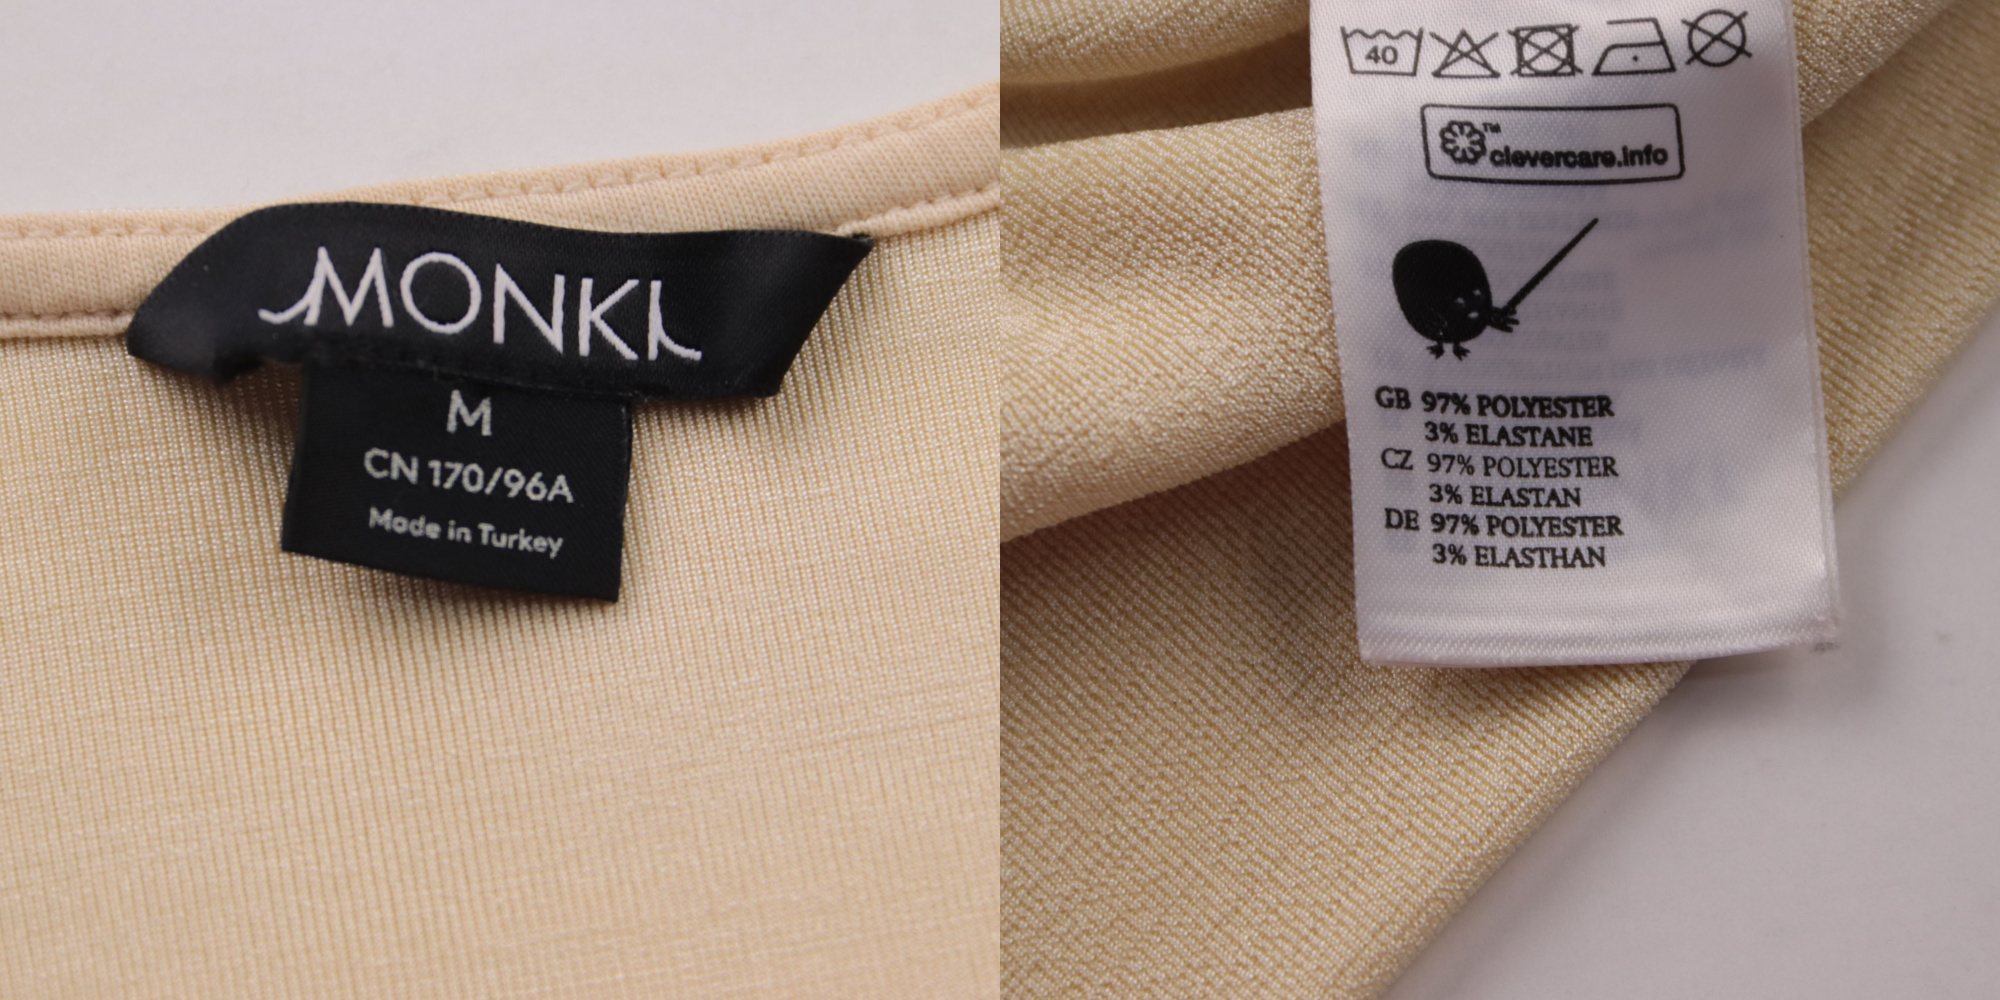 MONKI
M
CN 170/96A
Made in Turkey
40
TM
clevercare.info
GB 97% POLYESTER
3% ELASTANE
CZ 97% POLYESTER
3% ELASTAN
DE 97% POLYESTER
3% ELASTHAN